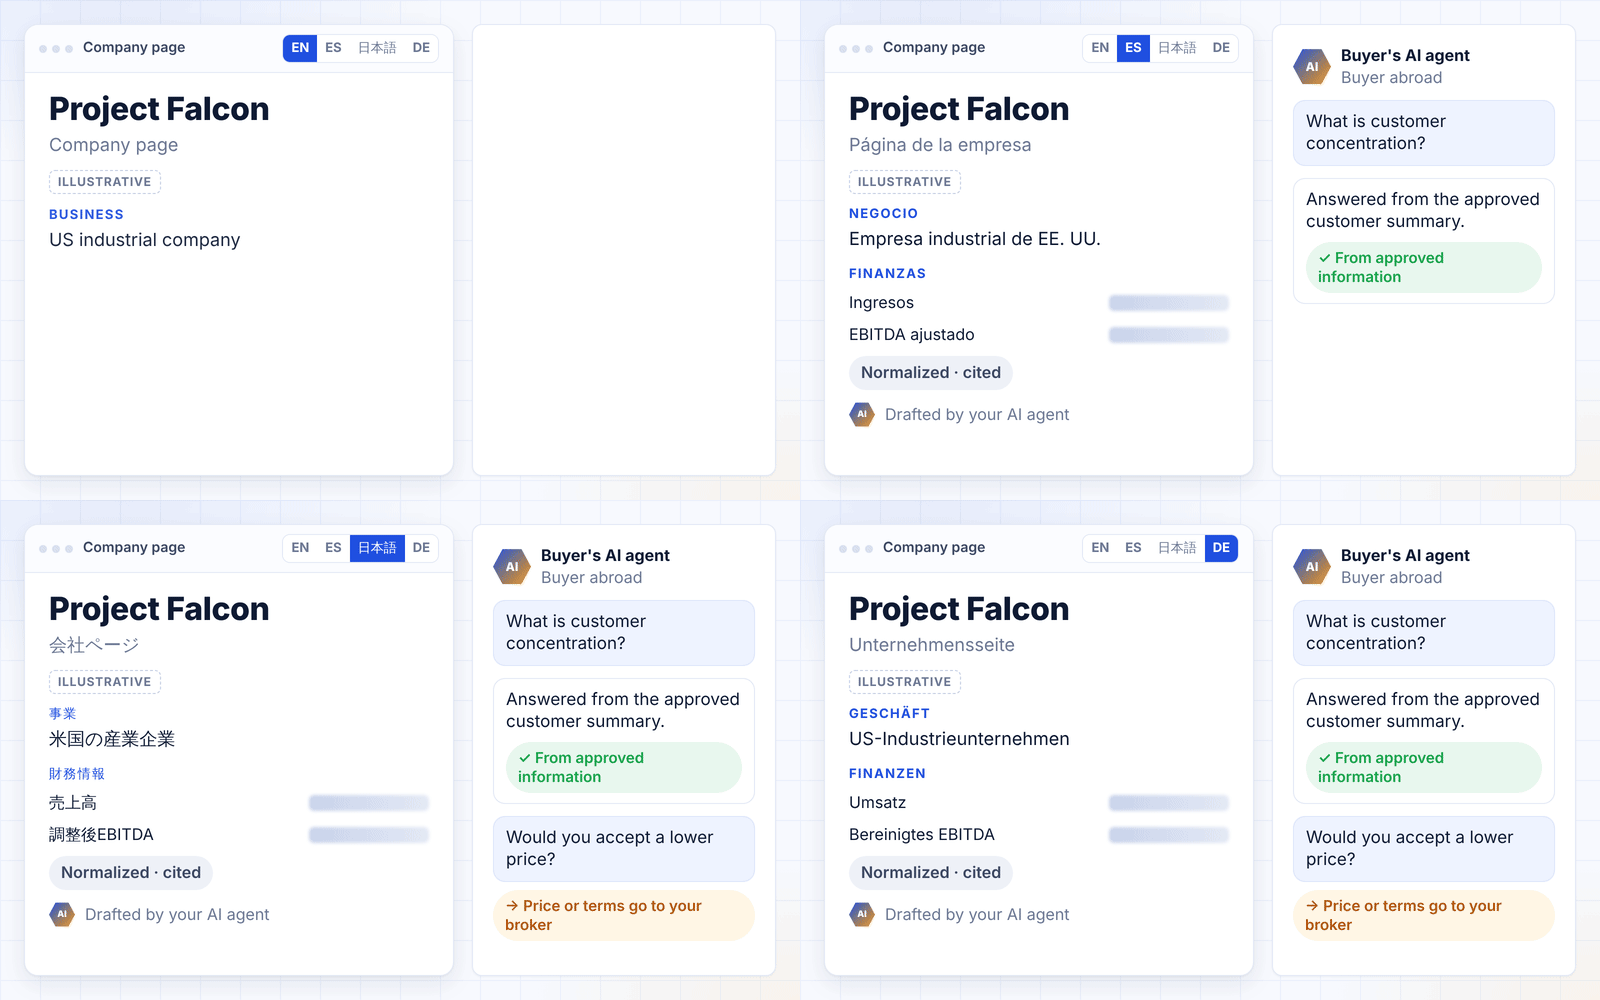 Company page
EN ES 日本語 DE
Project Falcon
Company page
ILLUSTRATIVE
BUSINESS
US industrial company
Company page
EN ES 日本語 DE
Project Falcon
Página de la empresa
ILLUSTRATIVE
NEGOCIO
Empresa industrial de EE. UU.
FINANZAS
Ingresos
EBITDA ajustado
Normalized · cited
AI Drafted by your AI agent
AI
Buyer's AI agent
Buyer abroad
What is customer
concentration?
Answered from the approved
customer summary.
✓ From approved
information
Company page
EN ES 日本語 DE
Project Falcon
会社ページ
ILLUSTRATIVE
事業
米国の産業企業
財務情報
売上高
調整後EBITDA
Normalized · cited
AI Drafted by your AI agent
AI
Buyer's AI agent
Buyer abroad
What is customer
concentration?
Answered from the approved
customer summary.
✓ From approved
information
Would you accept a lower
price?
→ Price or terms go to your
broker
Company page
EN ES 日本語 DE
Project Falcon
Unternehmensseite
ILLUSTRATIVE
GESCHÄFT
US-Industrieunternehmen
FINANZEN
Umsatz
Bereinigtes EBITDA
Normalized · cited
AI Drafted by your AI agent
AI
Buyer's AI agent
Buyer abroad
What is customer
concentration?
Answered from the approved
customer summary.
✓ From approved
information
Would you accept a lower
price?
→ Price or terms go to your
broker